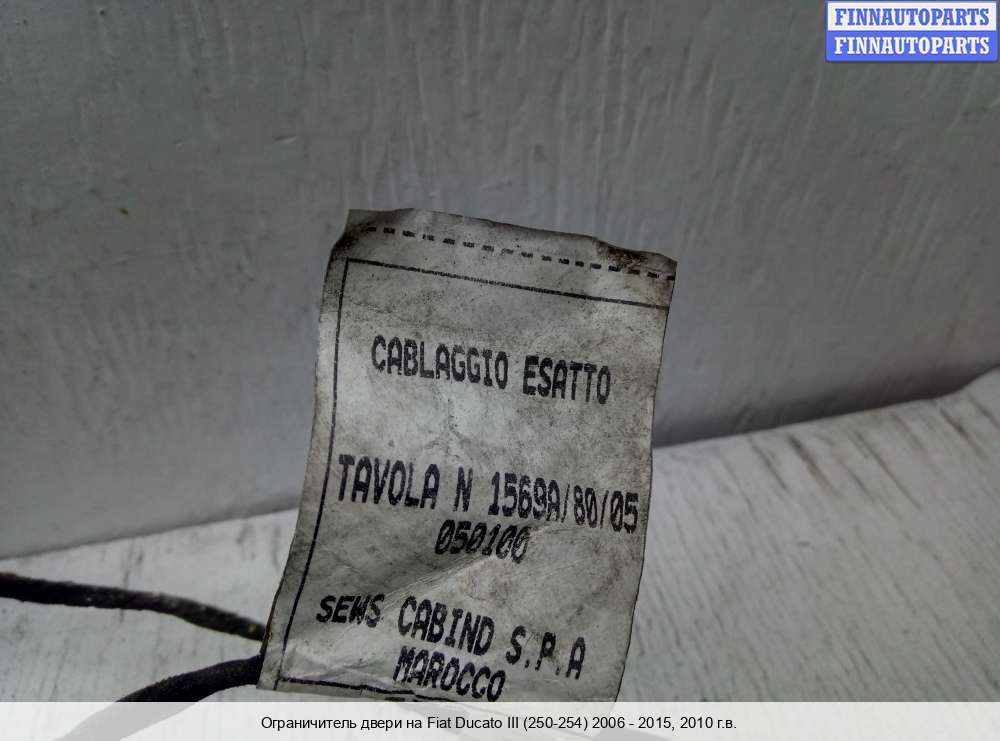 FINNAUTOPARTS
FINNAUTOPARTS
CABLAGGIO ESATTO
TAVOLA N 1569A/80/05
050100
SEWS CABIND S.P.A
MAROCCO
Ограничитель двери на Fiat Ducato III (250-254) 2006 - 2015, 2010 г.в.